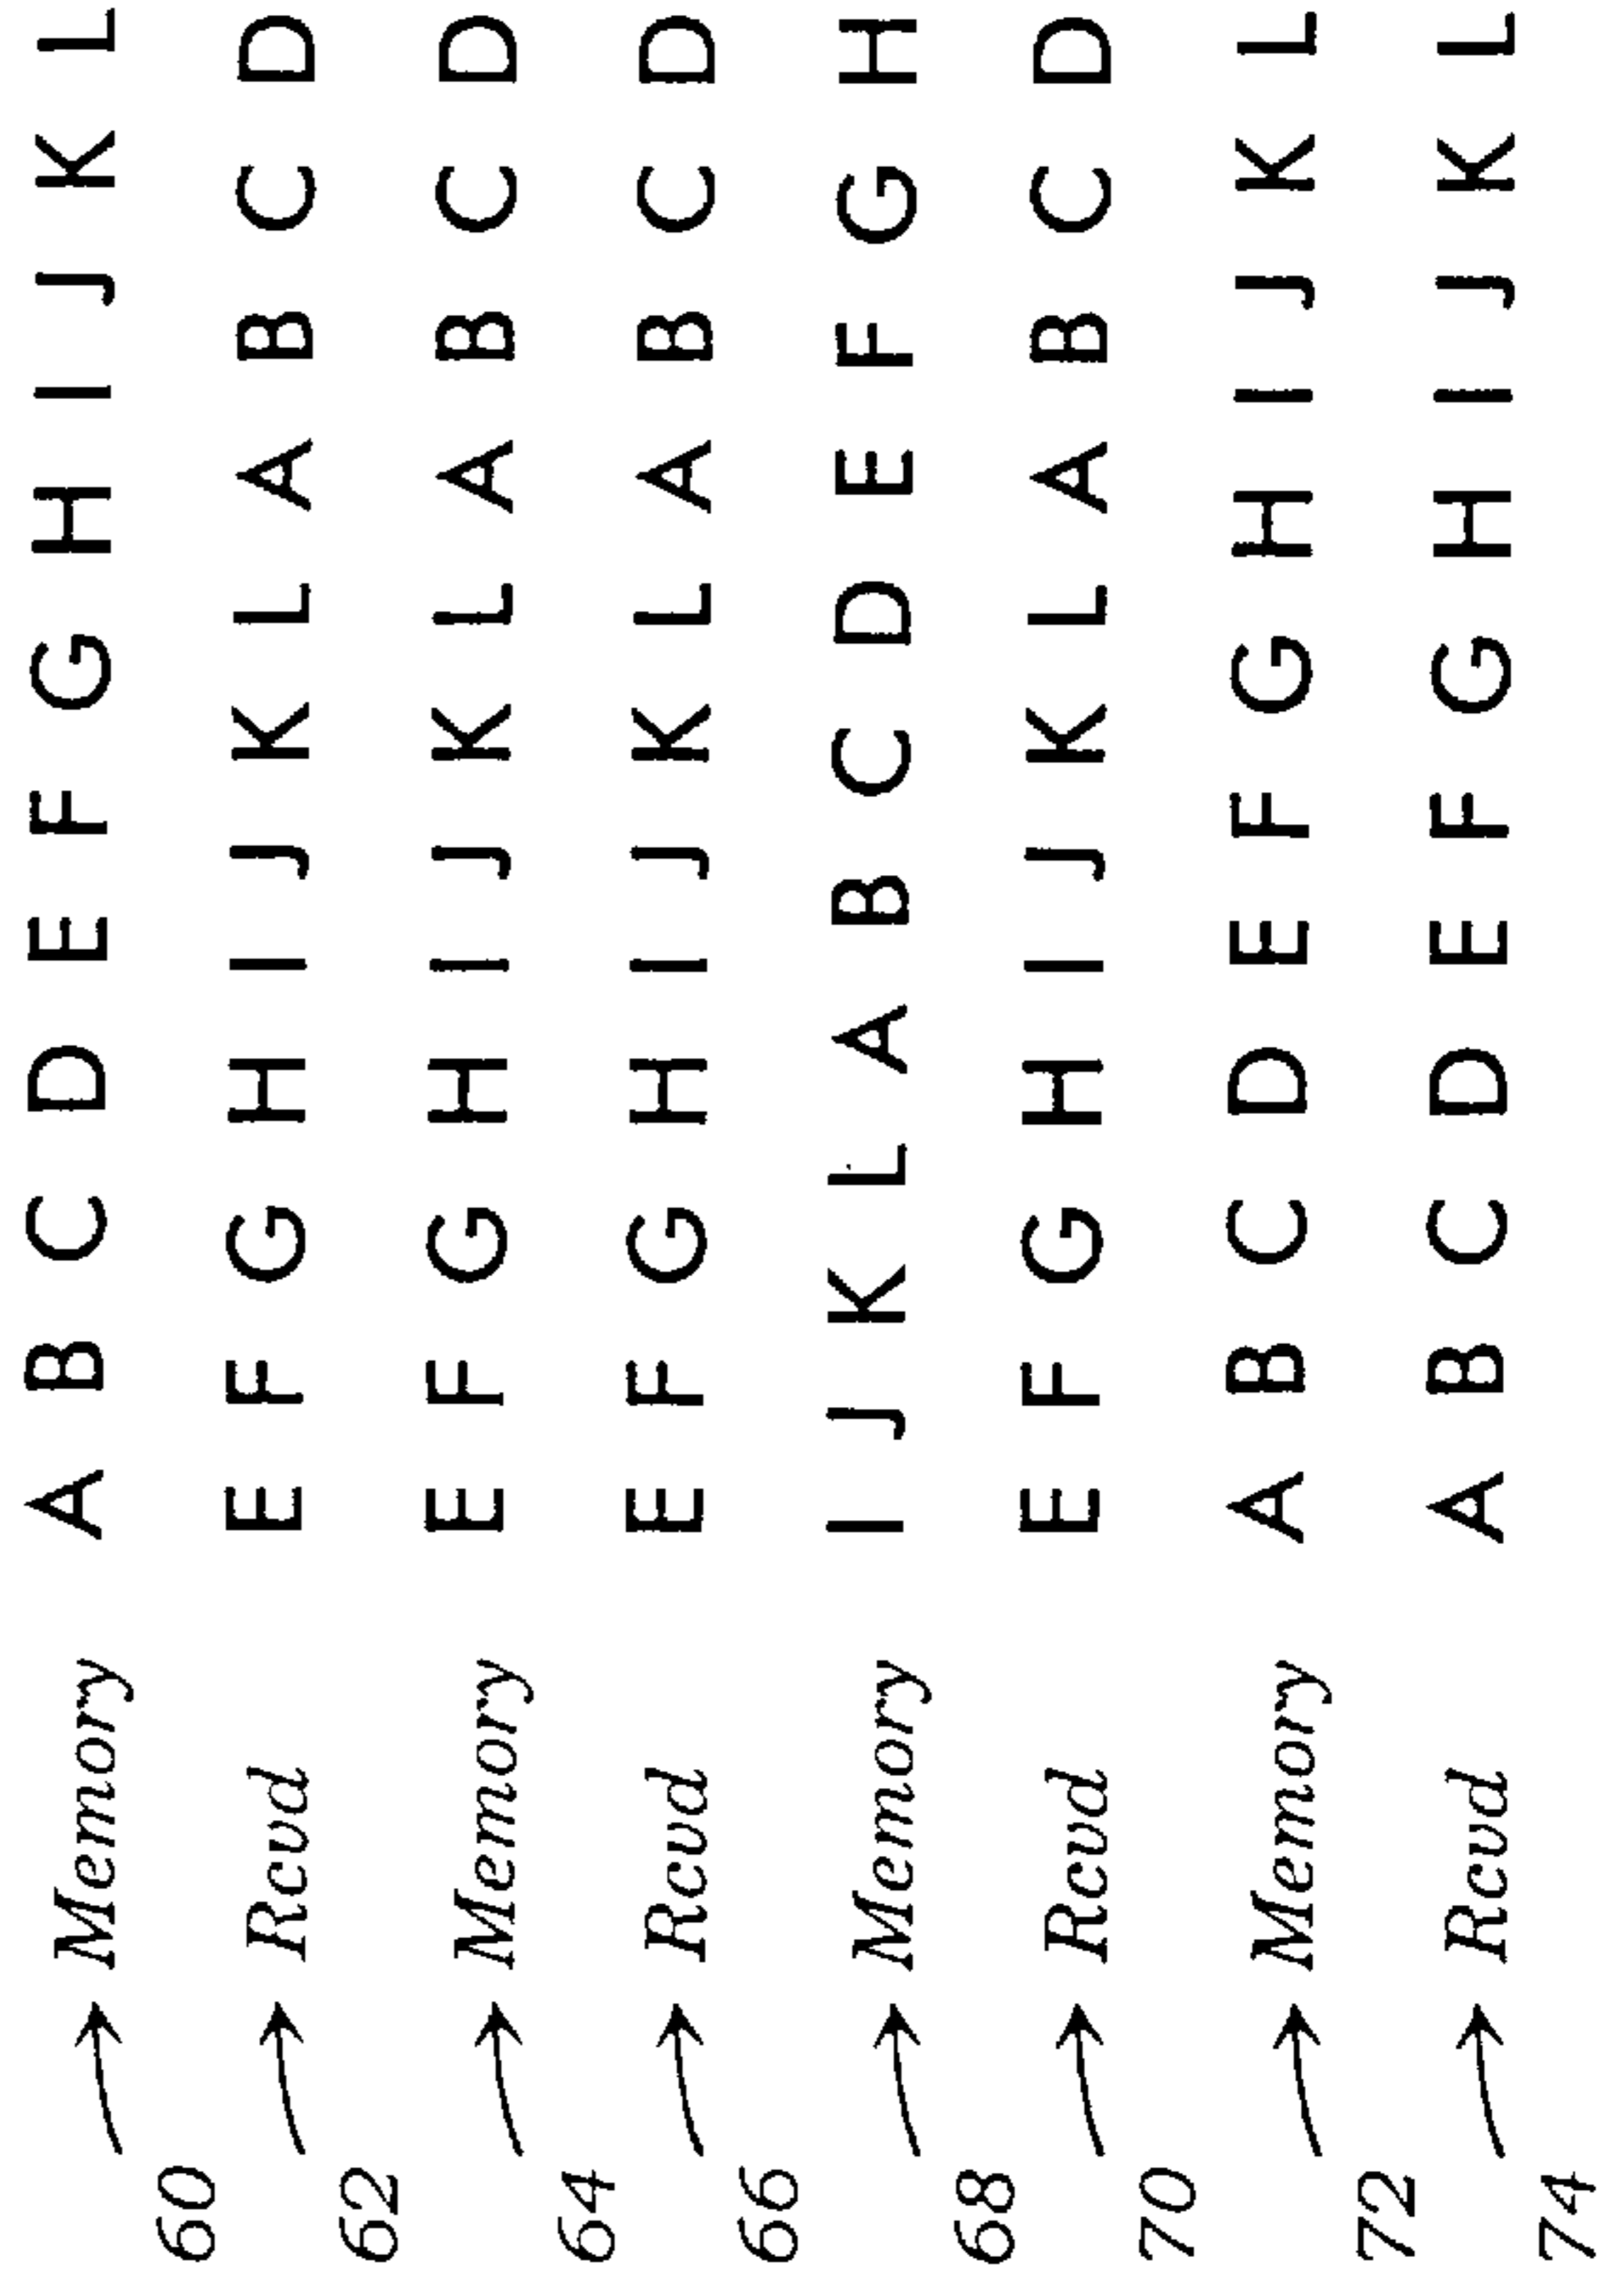 60 Memory A B C D E F G H I J K L
62 Rcvd E F G H I J K L A B C D
64 Memory E F G H I J K L A B C D
66 Rcvd E F G H I J K L A B C D
68 Memory I J K L A B C D E F G H
70 Rcvd E F G H I J K L A B C D
72 Memory A B C D E F G H I J K L
74 Rcvd A B C D E F G H I J K L